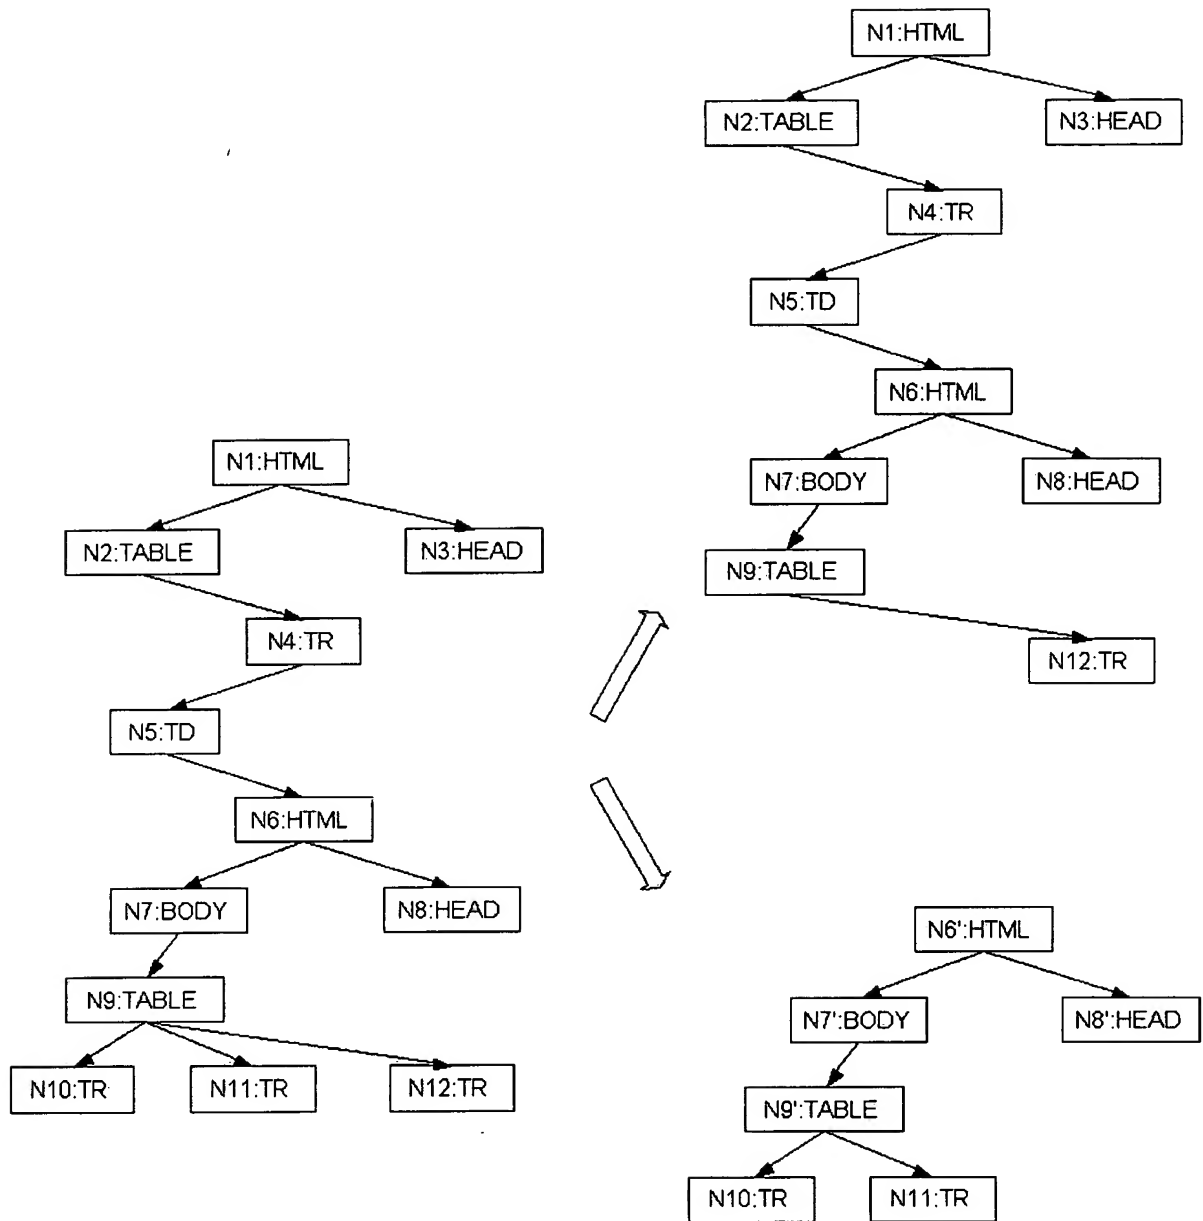 N1:HTML
N2:TABLE
N3:HEAD
N4:TR
N5:TD
N6:HTML
N7:BODY
N8:HEAD
N9:TABLE
N10:TR
N11:TR
N12:TR
N1:HTML
N2:TABLE
N3:HEAD
N4:TR
N5:TD
N6:HTML
N7:BODY
N8:HEAD
N9:TABLE
N12:TR
N6':HTML
N7':BODY
N8':HEAD
N9':TABLE
N10:TR
N11:TR